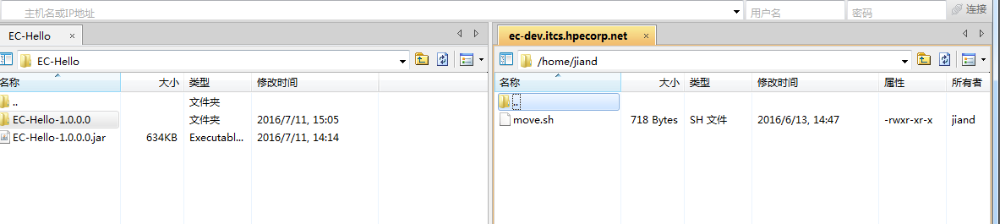 主机名或IP地址 用户名 密码 连接
EC-Hello ec-dev.itcs.hpecorp.net
EC-Hello /home/jiand
名称 大小 类型 修改时间 名称 大小 类型 修改时间 属性 所有者
.. 文件夹 ..
EC-Hello-1.0.0.0 文件夹 2016/7/11, 15:05 move.sh 718 Bytes SH 文件 2016/6/13, 14:47 -rwxr-xr-x jiand
EC-Hello-1.0.0.0.jar 634KB Executabl... 2016/7/11, 14:14